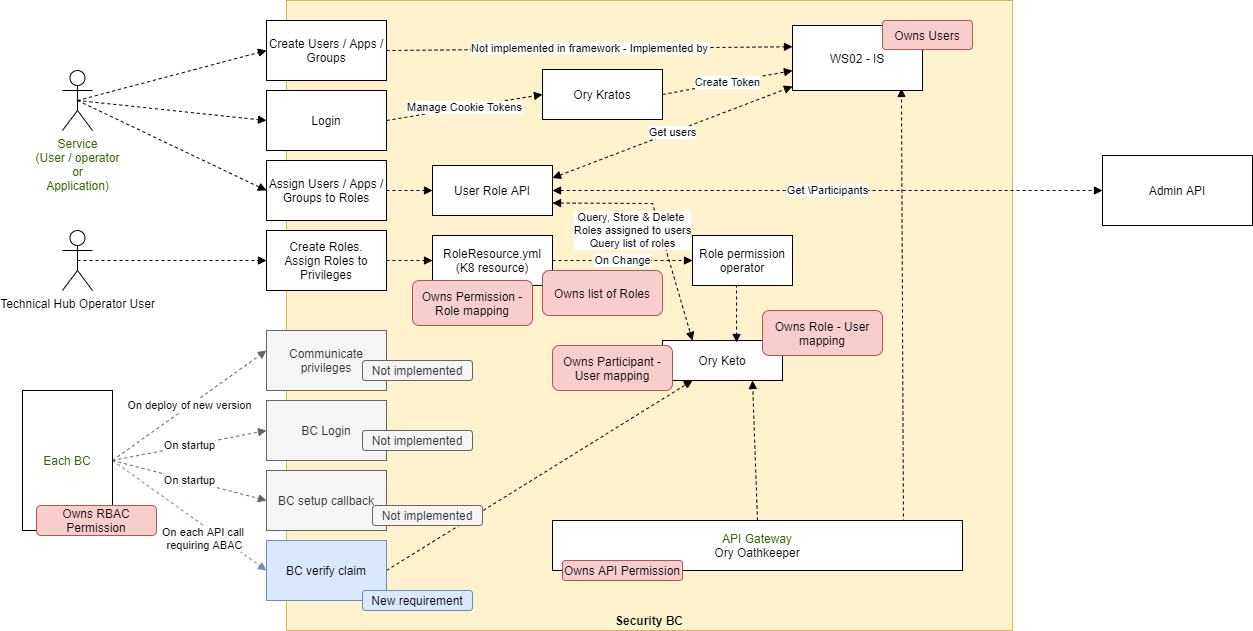 Create Users / Apps /
Groups
Not implemented in framework - Implemented by
WS02 - IS
Owns Users
Ory Kratos
Create Token
Manage Cookie Tokens
Login
Get users
Service
(User / operator
or
Application)
Assign Users / Apps /
Groups to Roles
User Role API
Get \Participants
Admin API
Query, Store & Delete
Roles assigned to users
Query list of roles
Create Roles.
Assign Roles to
Privileges
RoleResource.yml
(K8 resource)
On Change
Role permission
operator
Technical Hub Operator User
Owns Permission -
Role mapping
Owns list of Roles
Owns Role - User
mapping
Communicate
privileges
Not implemented
Owns Participant -
User mapping
Ory Keto
On deploy of new version
BC Login
Not implemented
On startup
Each BC
On startup
BC setup callback
Not implemented
Owns RBAC
Permission
On each API call
requiring ABAC
API Gateway
Ory Oathkeeper
BC verify claim
Owns API Permission
New requirement
Security BC